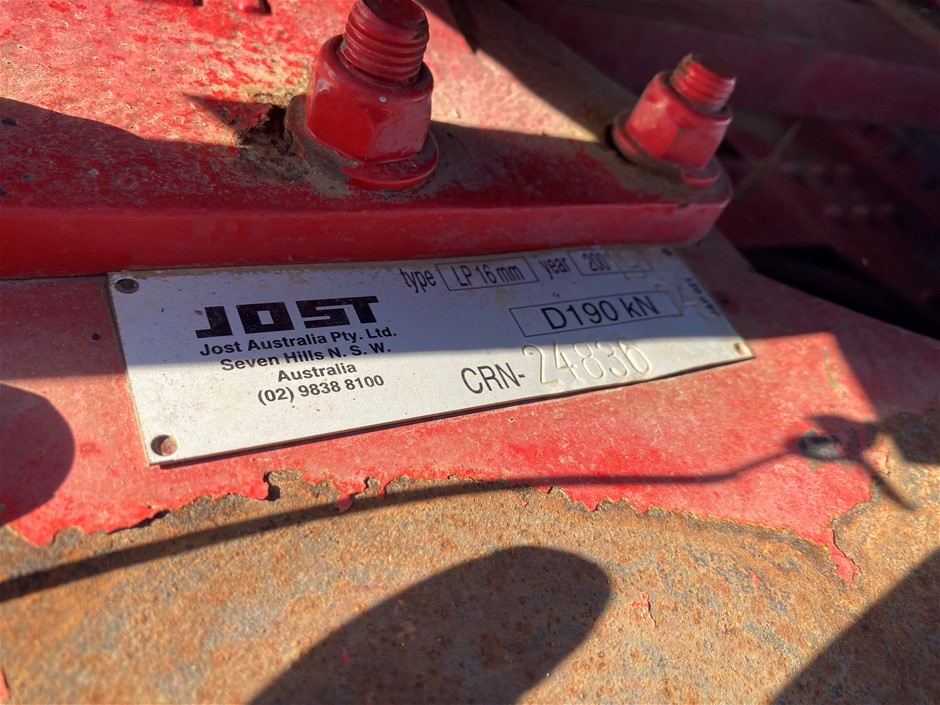 JOST
Jost Australia Pty. Ltd.
Seven Hills N. S. W.
Australia
(02) 9838 8100
type LP 16 mm year 200
D190 kN
CRN- 24836